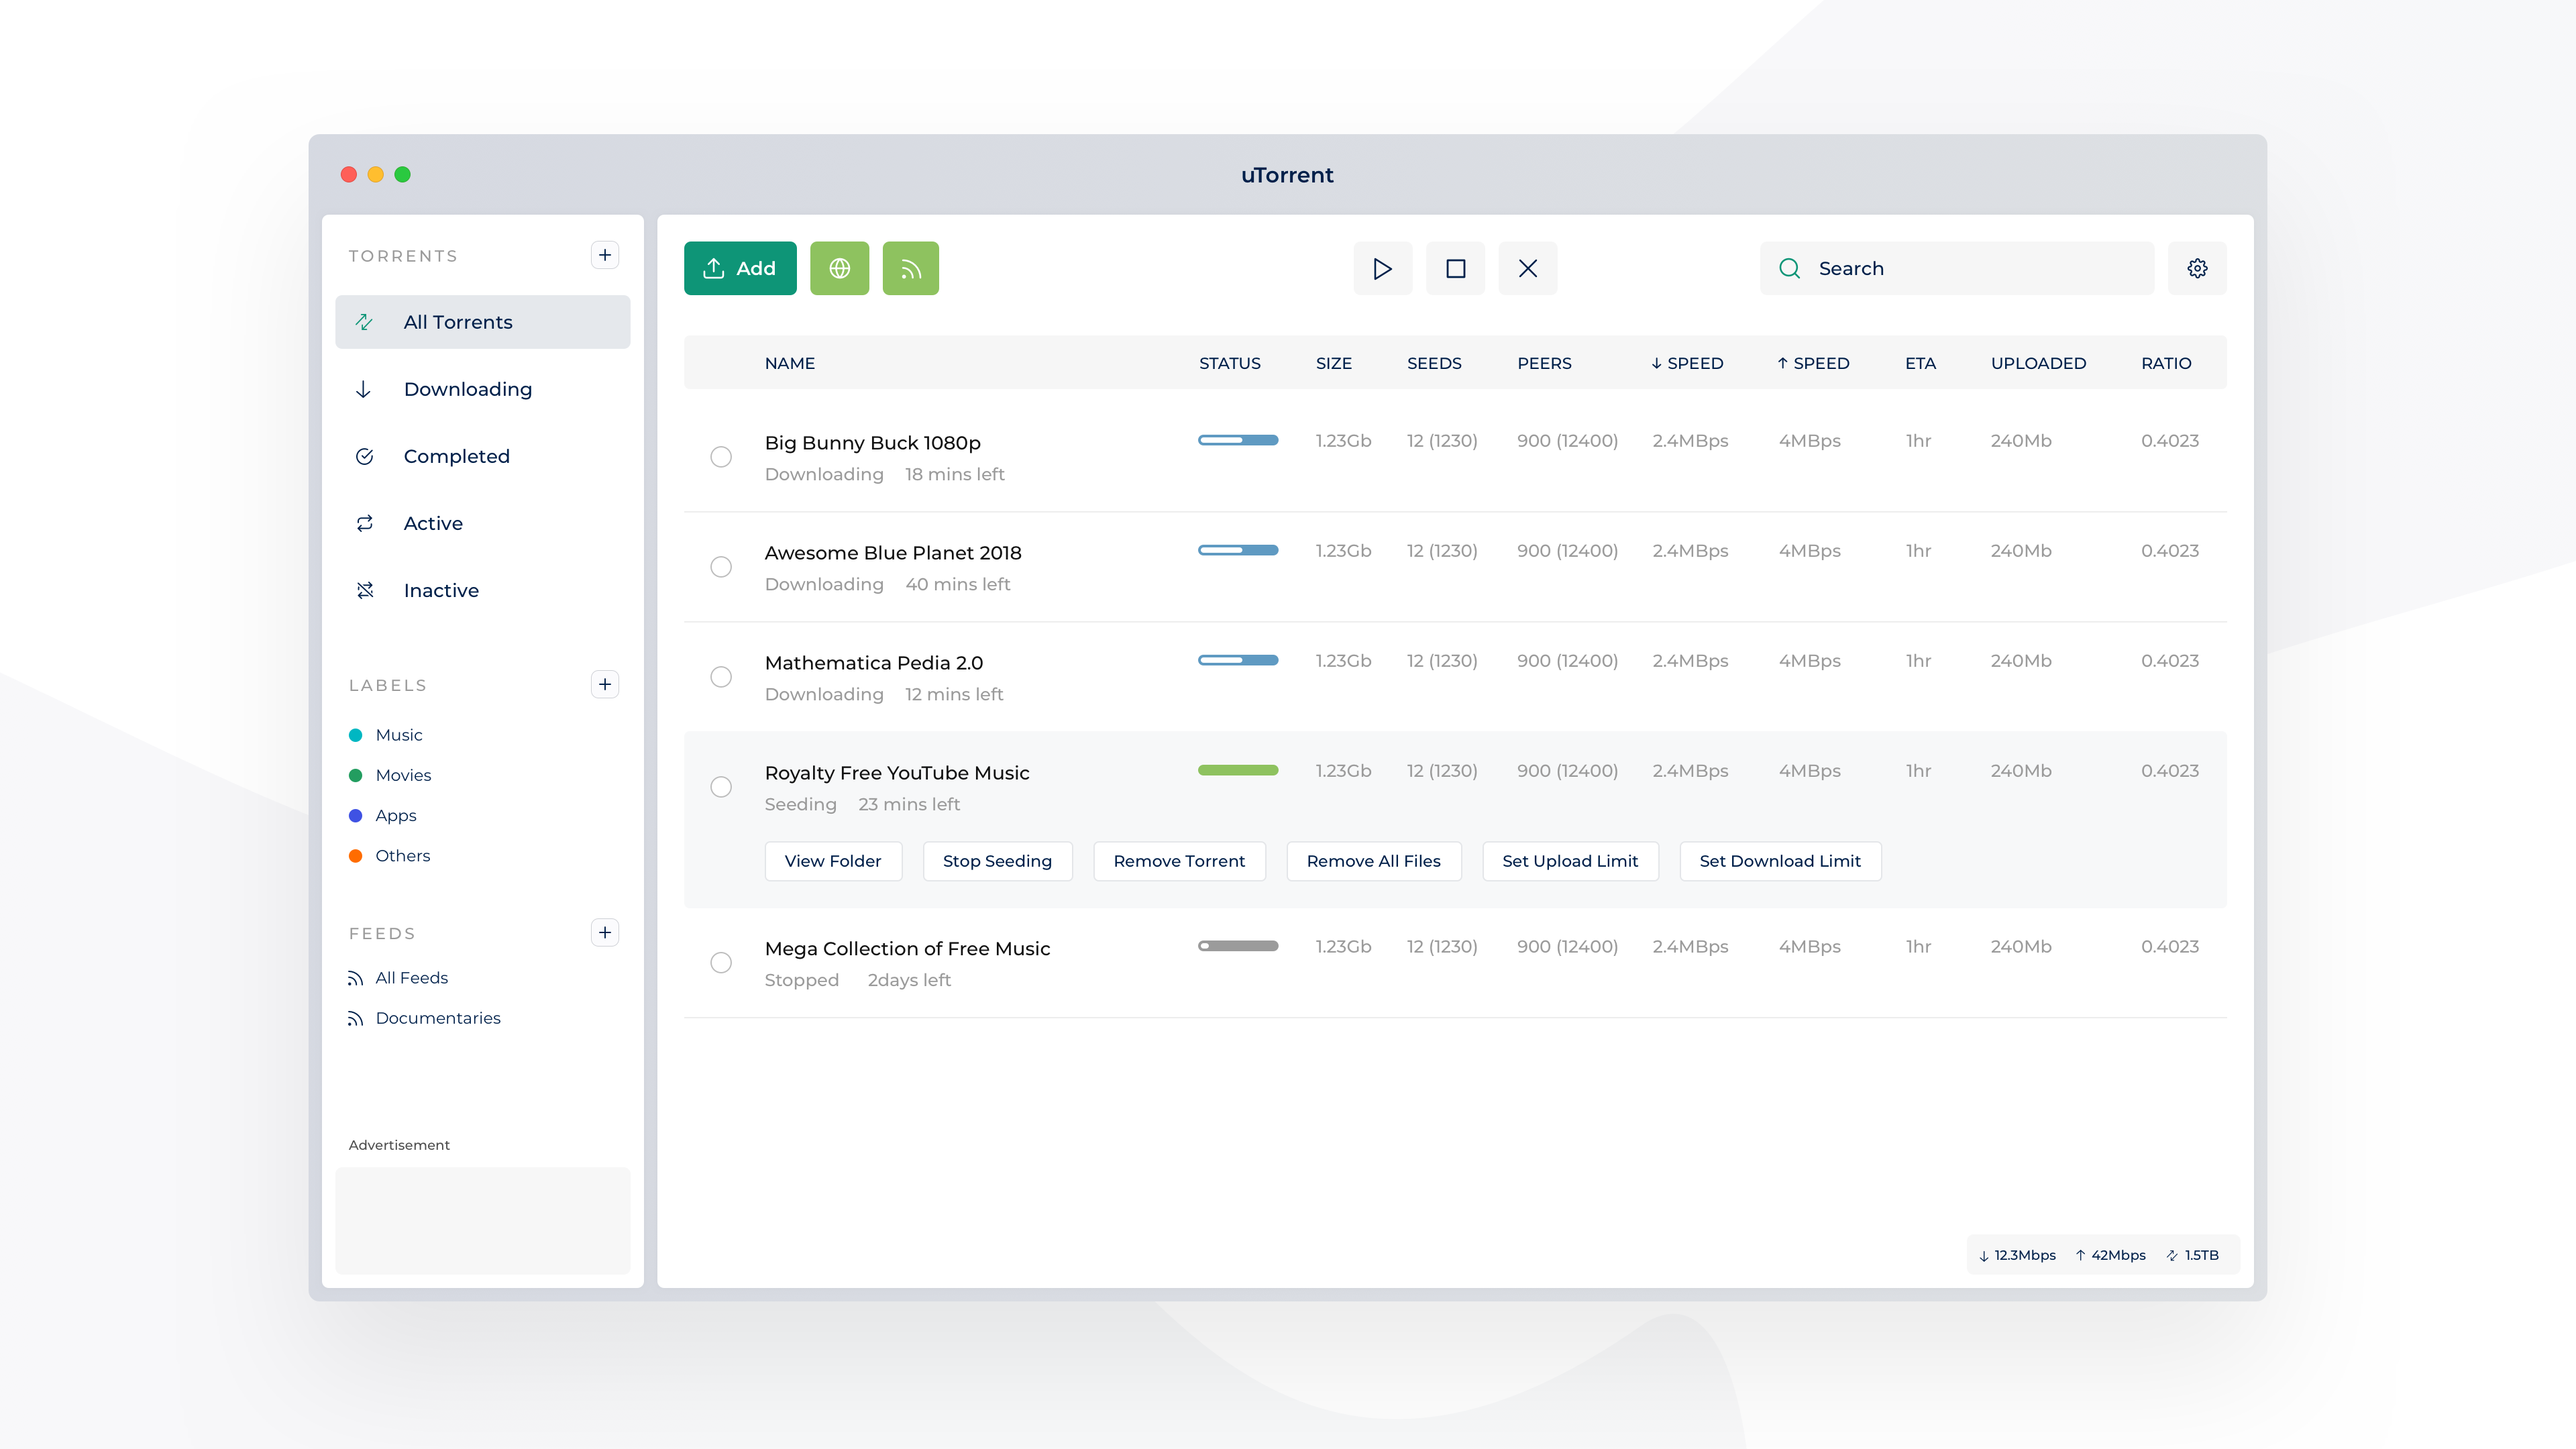 uTorrent
TORRENTS
All Torrents
Downloading
Completed
Active
Inactive
LABELS
Music
Movies
Apps
Others
FEEDS
All Feeds
Documentaries
Advertisement
Add
Search
NAME STATUS SIZE SEEDS PEERS ↓ SPEED ↑ SPEED ETA UPLOADED RATIO
Big Bunny Buck 1080p 1.23Gb 12 (1230) 900 (12400) 2.4MBps 4MBps 1hr 240Mb 0.4023
Downloading 18 mins left
Awesome Blue Planet 2018 1.23Gb 12 (1230) 900 (12400) 2.4MBps 4MBps 1hr 240Mb 0.4023
Downloading 40 mins left
Mathematica Pedia 2.0 1.23Gb 12 (1230) 900 (12400) 2.4MBps 4MBps 1hr 240Mb 0.4023
Downloading 12 mins left
Royalty Free YouTube Music 1.23Gb 12 (1230) 900 (12400) 2.4MBps 4MBps 1hr 240Mb 0.4023
Seeding 23 mins left
View Folder Stop Seeding Remove Torrent Remove All Files Set Upload Limit Set Download Limit
Mega Collection of Free Music 1.23Gb 12 (1230) 900 (12400) 2.4MBps 4MBps 1hr 240Mb 0.4023
Stopped 2days left
↓ 12.3Mbps ↑ 42Mbps 1.5TB